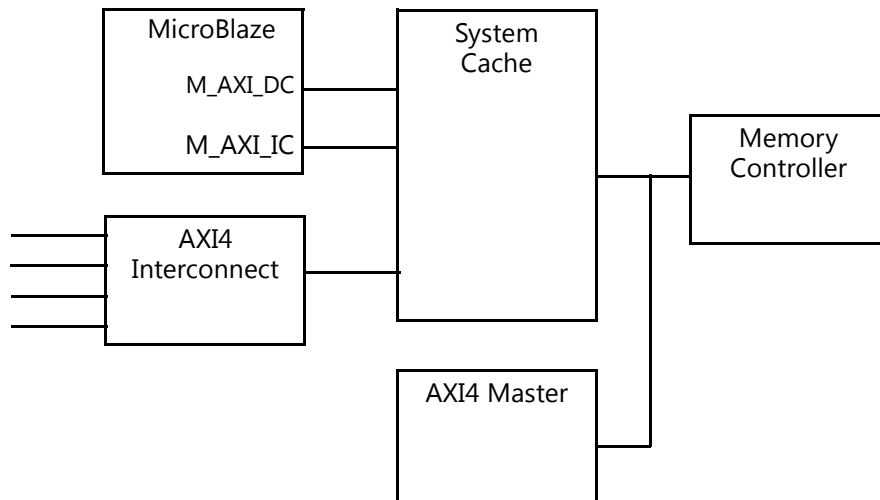 MicroBlaze
M_AXI_DC
M_AXI_IC
System
Cache
Memory
Controller
AXI4
Interconnect
AXI4 Master